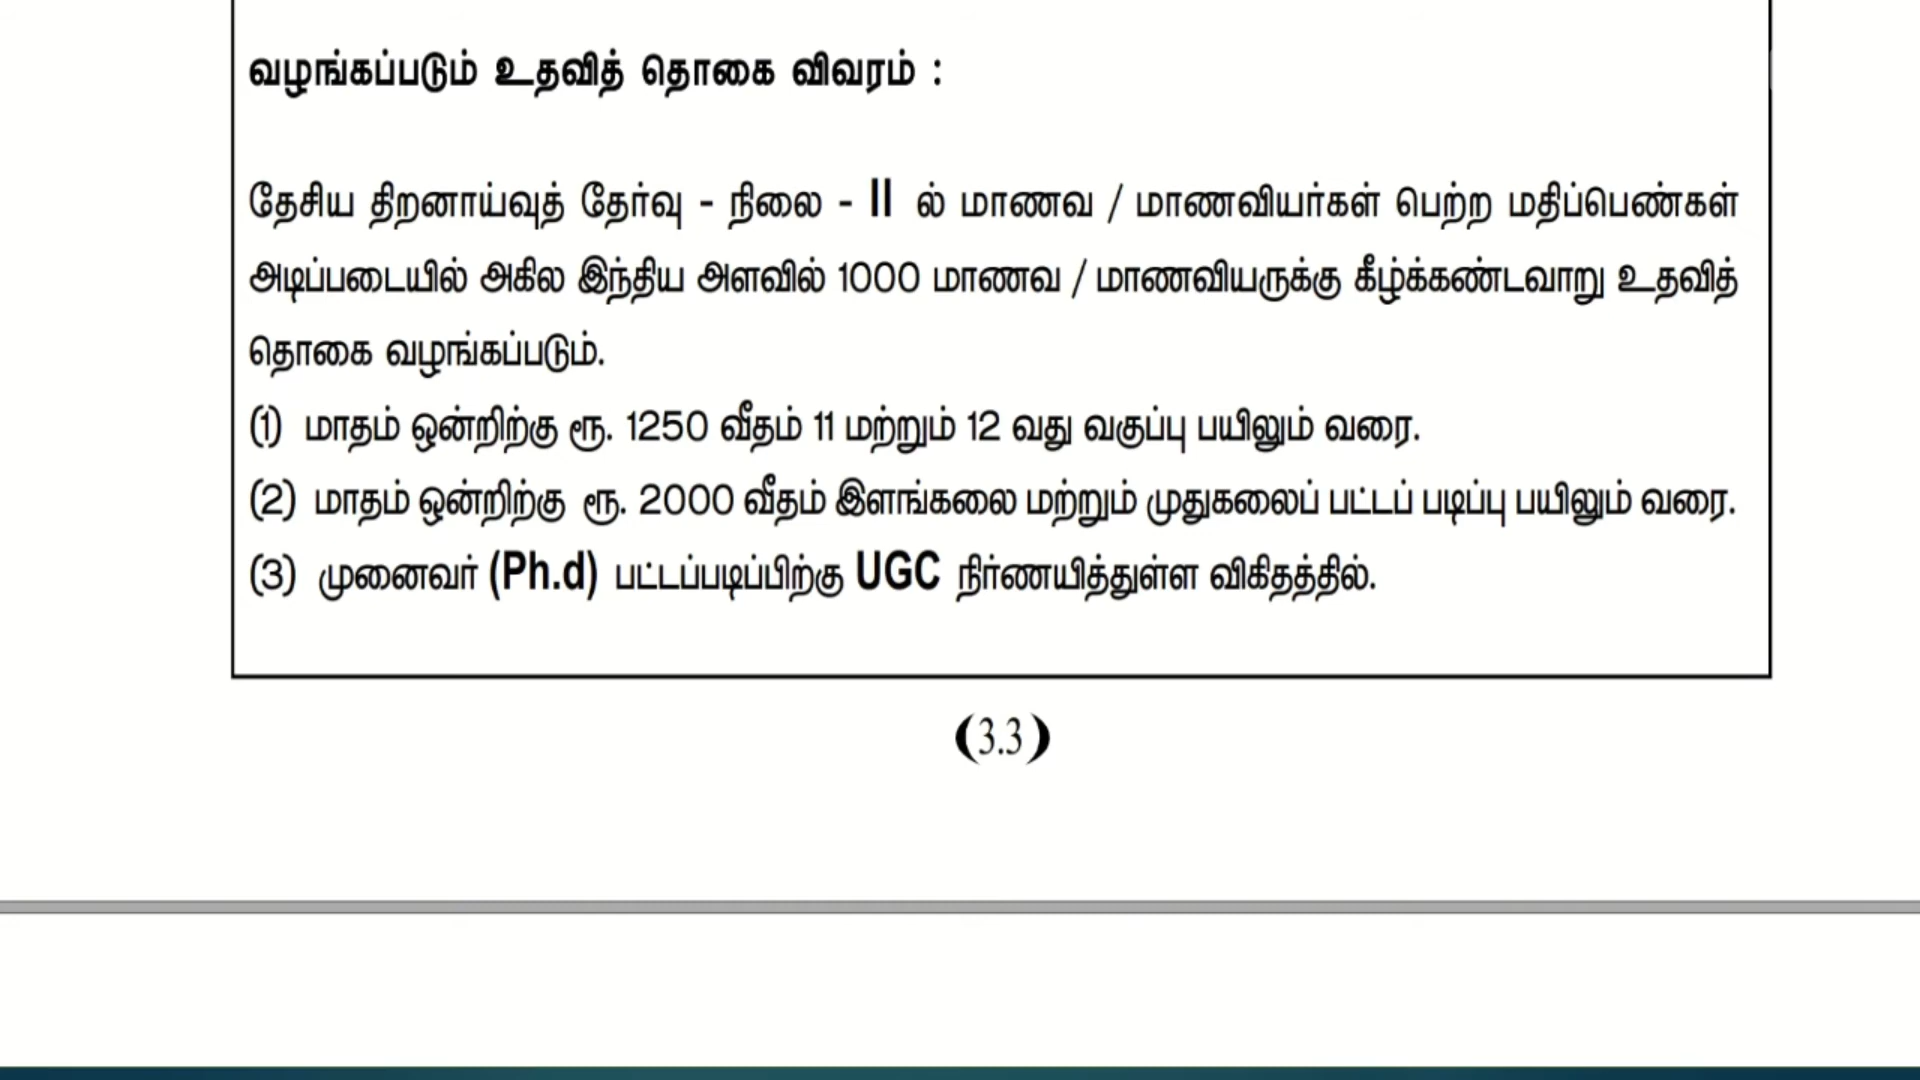 வழங்கப்படும் உதவித் தொகை விவரம் :
தேசிய திறனாய்வுத் தேர்வு - நிலை - II ல் மாணவ / மாணவியர்கள் பெற்ற மதிப்பெண்கள்
அடிப்படையில் அகில இந்திய அளவில் 1000 மாணவ / மாணவியருக்கு கீழ்க்கண்டவாறு உதவித்
தொகை வழங்கப்படும்.
(1) மாதம் ஒன்றிற்கு ரூ. 1250 வீதம் 11 மற்றும் 12 வது வகுப்பு பயிலும் வரை.
(2) மாதம் ஒன்றிற்கு ரூ. 2000 வீதம் இளங்கலை மற்றும் முதுகலைப் பட்டப் படிப்பு பயிலும் வரை.
(3) முனைவர் (Ph.d) பட்டப்படிப்பிற்கு UGC நிர்ணயித்துள்ள விகிதத்தில்.
(3.3)